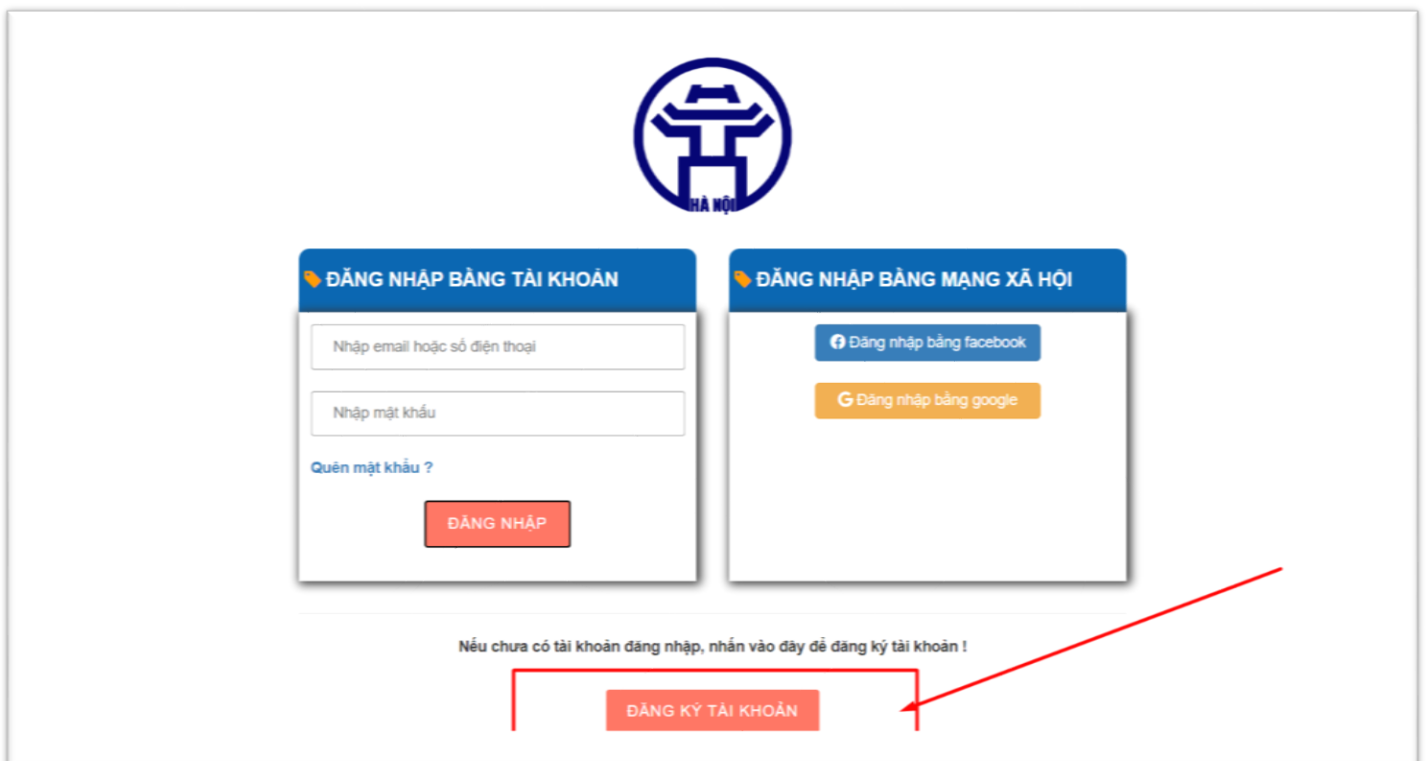 HÀ NỘI
ĐĂNG NHẬP BẰNG TÀI KHOẢN
Nhập email hoặc số điện thoại
Nhập mật khẩu
Quên mật khẩu ?
ĐĂNG NHẬP
ĐĂNG NHẬP BẰNG MẠNG XÃ HỘI
Đăng nhập bằng facebook
Đăng nhập bằng google
Nếu chưa có tài khoản đăng nhập, nhấn vào đây để đăng ký tài khoản !
ĐĂNG KÝ TÀI KHOẢN